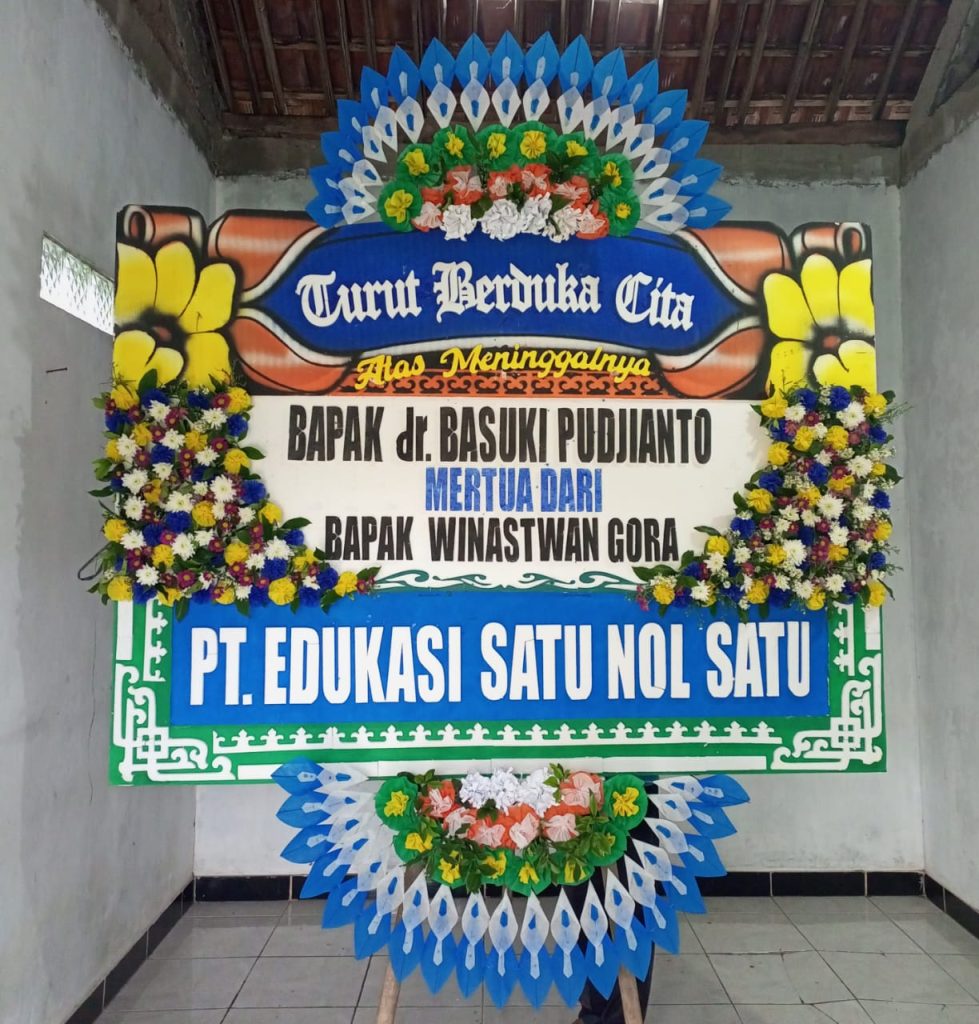 Turut Berduka Cita
Atas Meninggalnya
BAPAK dr. BASUKI PUDJIANTO
MERTUA DARI
BAPAK WINASTWAN GORA
PT. EDUKASI SATU NOL SATU